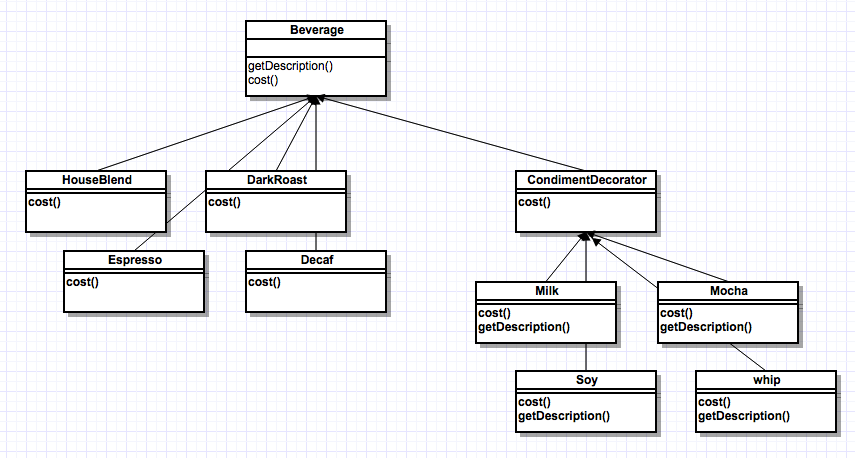 Beverage
getDescription()
cost()
HouseBlend
cost()
DarkRoast
cost()
CondimentDecorator
cost()
Espresso
cost()
Decaf
cost()
Milk
cost()
getDescription()
Mocha
cost()
getDescription()
Soy
cost()
getDescription()
whip
cost()
getDescription()